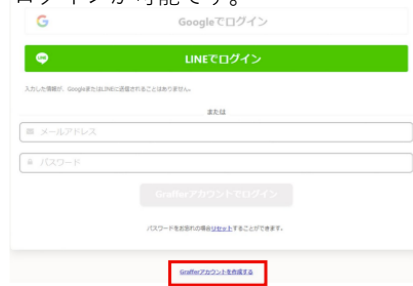 ログインが可能です。
Googleでログイン
LINEでログイン
入力した情報が、GoogleまたはLINEに送信されることはありません。
または
メールアドレス
パスワード
Grafferアカウントでログイン
パスワードをお忘れの場合リセットすることができます。
Grafferアカウントを作成する